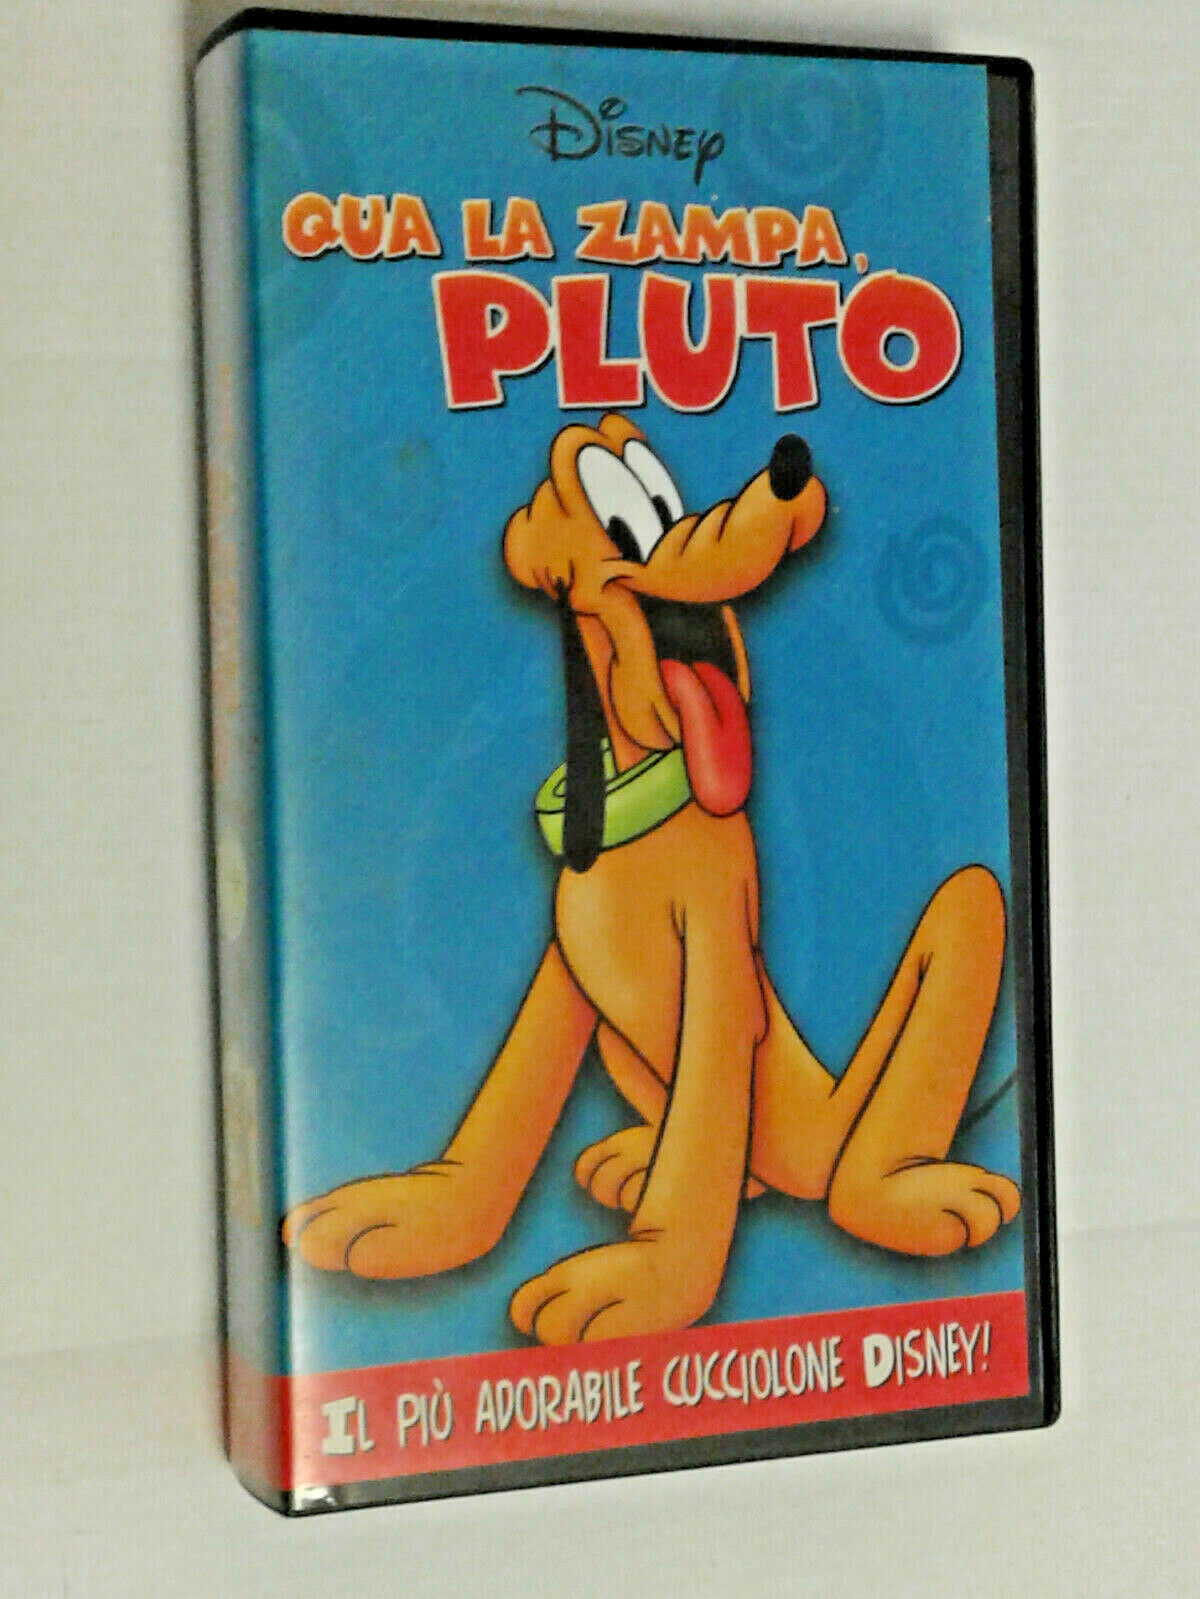 Disney
QUA LA ZAMPA,
PLUTO
IL PIÙ ADORABILE CUCCIOLONE DISNEY!